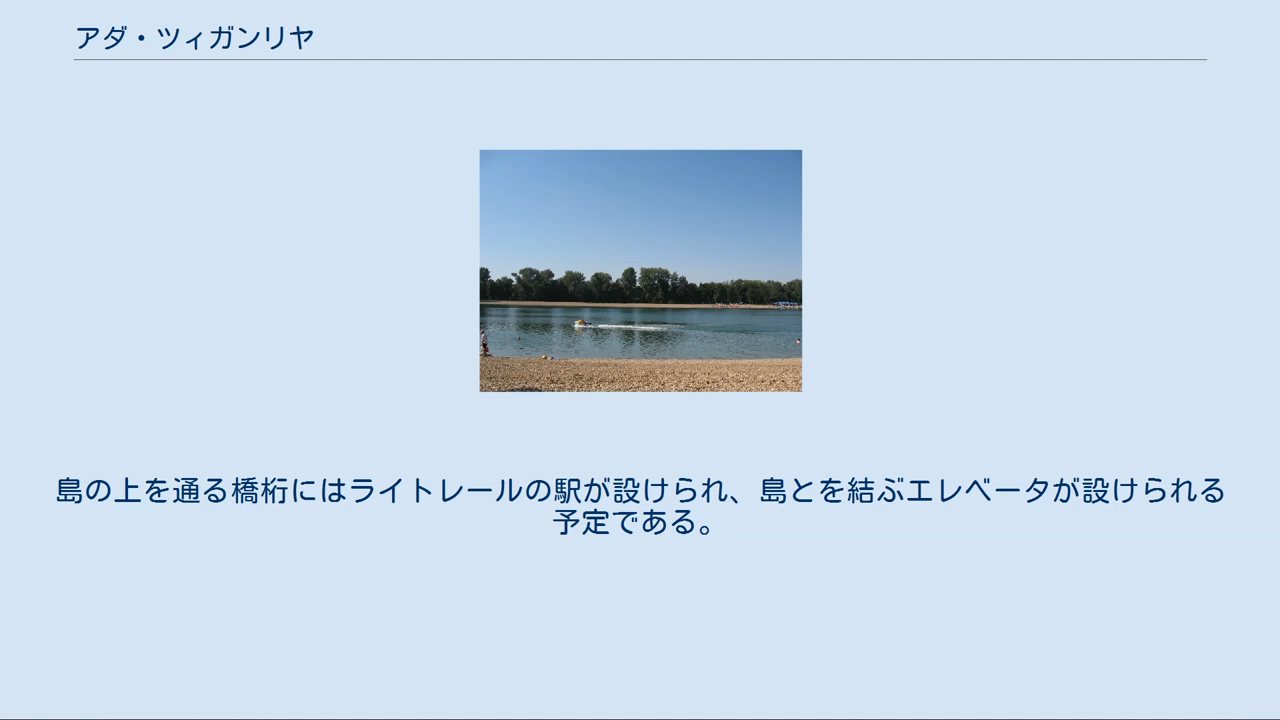 アダ・ツィガンリヤ
島の上を通る橋桁にはライトレールの駅が設けられ、島とを結ぶエレベータが設けられる
予定である。